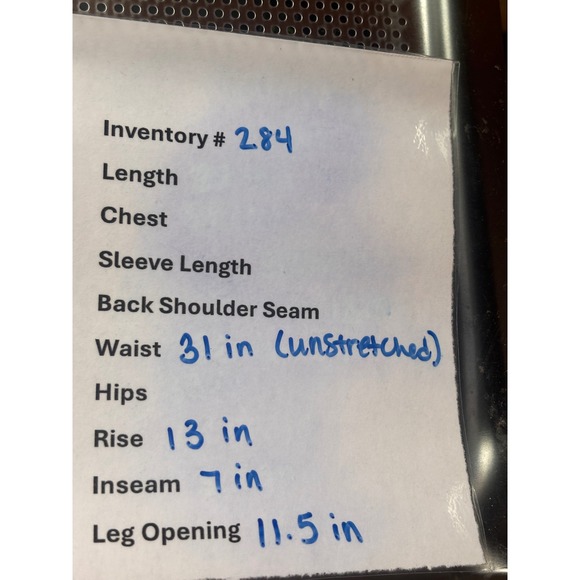 Inventory # 284
Length
Chest
Sleeve Length
Back Shoulder Seam
Waist 31 in (unstretched)
Hips
Rise 13 in
Inseam 7 in
Leg Opening 11.5 in